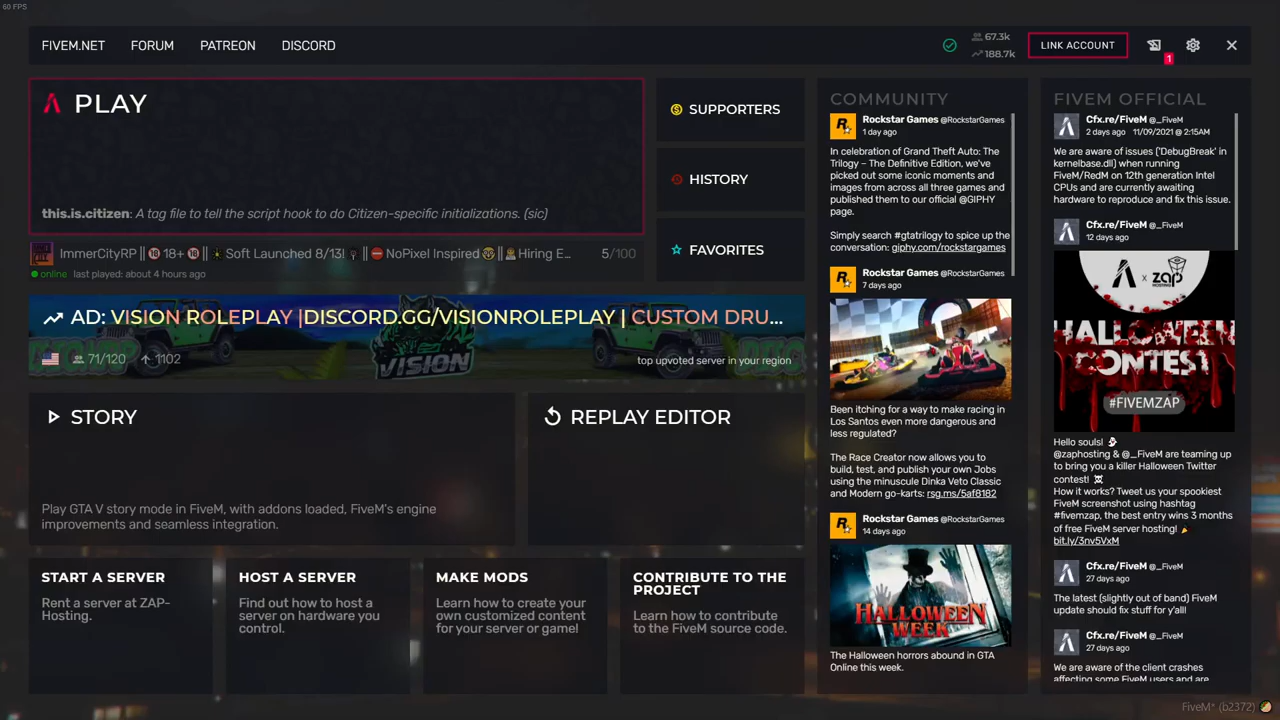 60 FPS
FIVEM.NET FORUM PATREON DISCORD
67.3k
188.7k
LINK ACCOUNT
1
PLAY
this.is.citizen: A tag file to tell the script hook to do Citizen-specific initializations. (sic)
ImmerCityRP || 🔞 18+ 🔞 || Soft Launched 8/13! || ⛔ NoPixel Inspired || Hiring E... 5/100
online last played: about 4 hours ago
SUPPORTERS
HISTORY
FAVORITES
AD: VISION ROLEPLAY |DISCORD.GG/VISIONROLEPLAY | CUSTOM DRU...
VISION
71/120 1102
top upvoted server in your region
STORY
Play GTA V story mode in FiveM, with addons loaded, FiveM's engine
improvements and seamless integration.
REPLAY EDITOR
START A SERVER
Rent a server at ZAP-
Hosting.
HOST A SERVER
Find out how to host a
server on hardware you
control.
MAKE MODS
Learn how to create your
own customized content
for your server or game!
CONTRIBUTE TO THE
PROJECT
Learn how to contribute
to the FiveM source code.
COMMUNITY
Rockstar Games @RockstarGames
1 day ago
In celebration of Grand Theft Auto: The
Trilogy – The Definitive Edition, we've
picked out some iconic moments and
images from across all three games and
published them to our official @GIPHY
page.
Simply search #gtatrilogy to spice up the
conversation: giphy.com/rockstargames
Rockstar Games @RockstarGames
7 days ago
Been itching for a way to make racing in
Los Santos even more dangerous and
less regulated?
The Race Creator now allows you to
build, test, and publish your own Jobs
using the minuscule Dinka Veto Classic
and Modern go-karts: rsg.ms/5af8182
Rockstar Games @RockstarGames
14 days ago
HALLOWEEN
WEEK
The Halloween horrors abound in GTA
Online this week.
FIVEM OFFICIAL
Cfx.re/FiveM @_FiveM
2 days ago 11/09/2021 @ 2:15AM
We are aware of issues ('DebugBreak' in
kernelbase.dll) when running
FiveM/RedM on 12th generation Intel
CPUs and are currently awaiting
hardware to reproduce and fix this issue.
Cfx.re/FiveM @_FiveM
12 days ago
x zap
HOSTING
HALLOWEEN
CONTEST
#FIVEMZAP
Hello souls! 👻
@zaphosting & @_FiveM are teaming up
to bring you a killer Halloween Twitter
contest! ☠
How it works? Tweet us your spookiest
FiveM screenshot using hashtag
#fivemzap, the best entry wins 3 months
of free FiveM server hosting! 🎉
bit.ly/3nv5VxM
Cfx.re/FiveM @_FiveM
27 days ago
The latest (slightly out of band) FiveM
update should fix stuff for y'all!
Cfx.re/FiveM @_FiveM
27 days ago
We are aware of the client crashes
affecting some FiveM users and are
FiveM* (b2372)